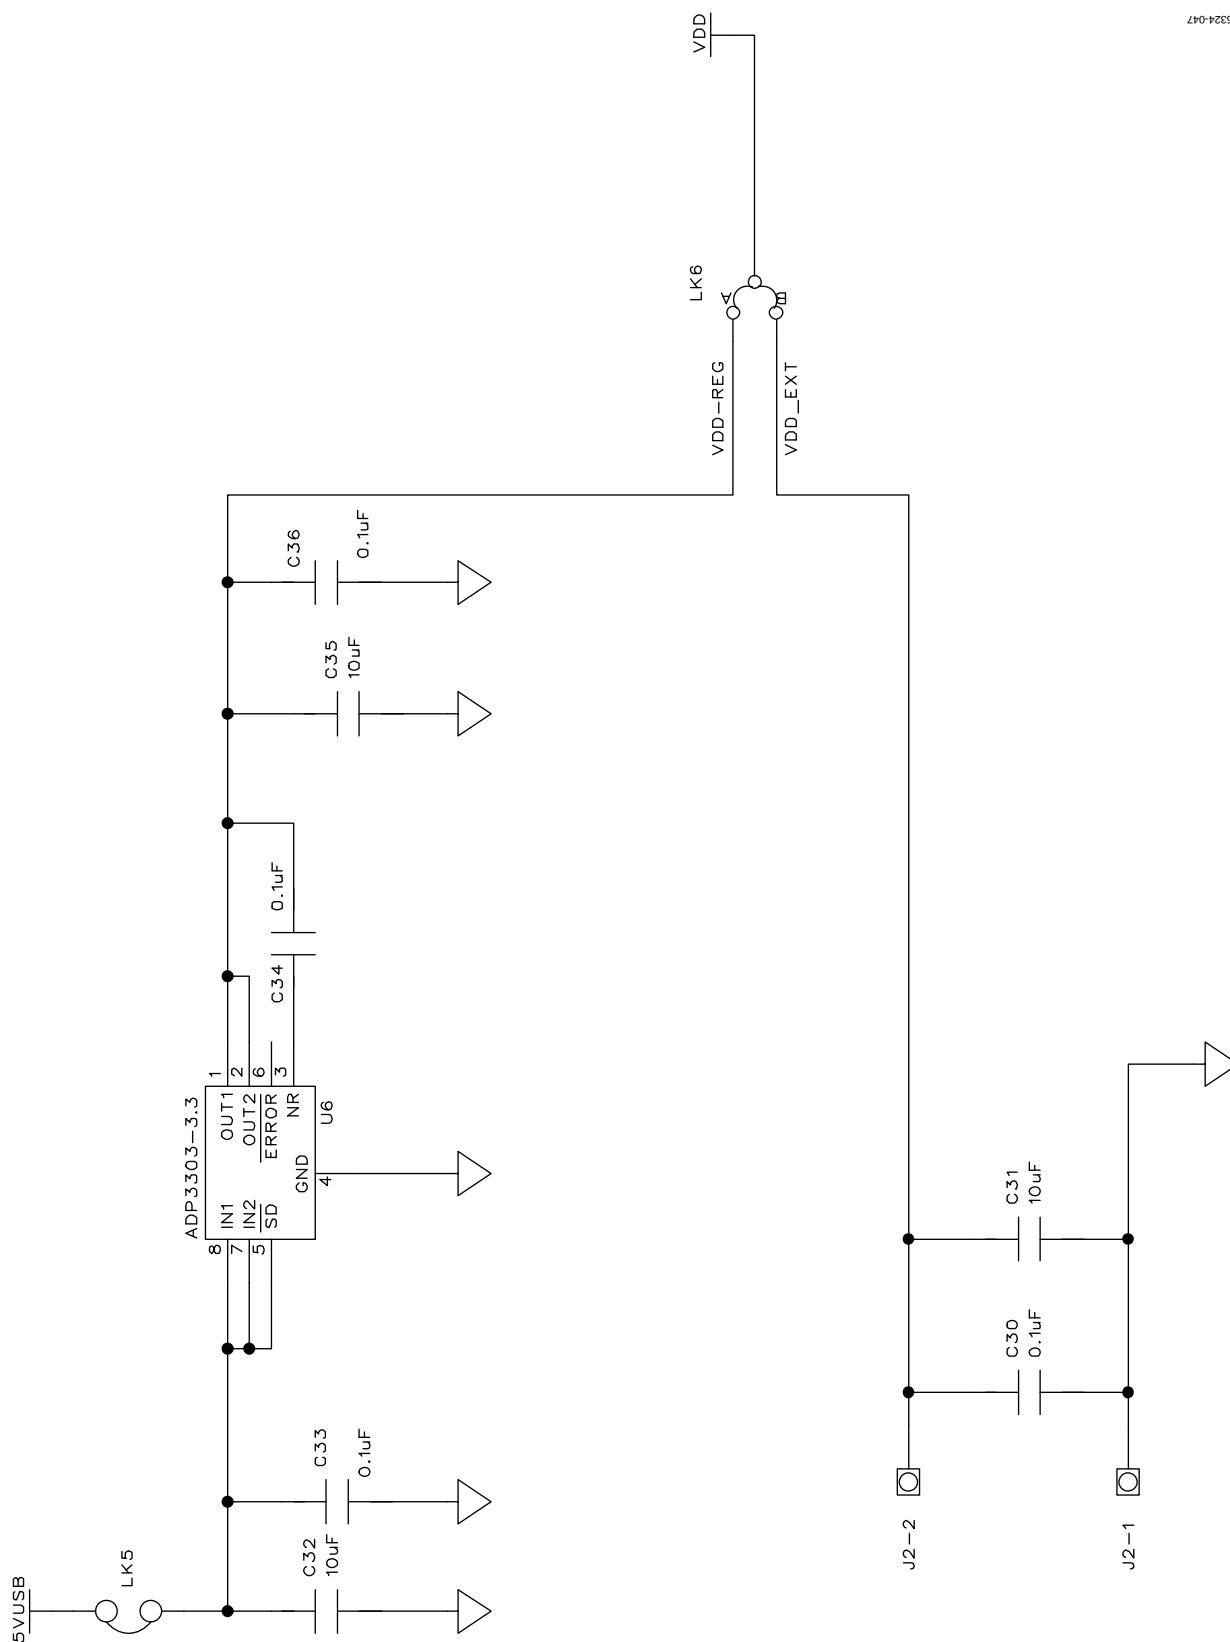 5VUSB
LK5
C32
10uF
C33
0.1uF
ADP3303-3.3
8
7
5
IN1
IN2
SD
GND
4
OUT1
OUT2
ERROR
NR
1
2
6
3
U6
C34
0.1uF
C35
10uF
C36
0.1uF
VDD-REG
VDD_EXT
LK6
A
B
VDD
J2-2
J2-1
C30
0.1uF
C31
10uF